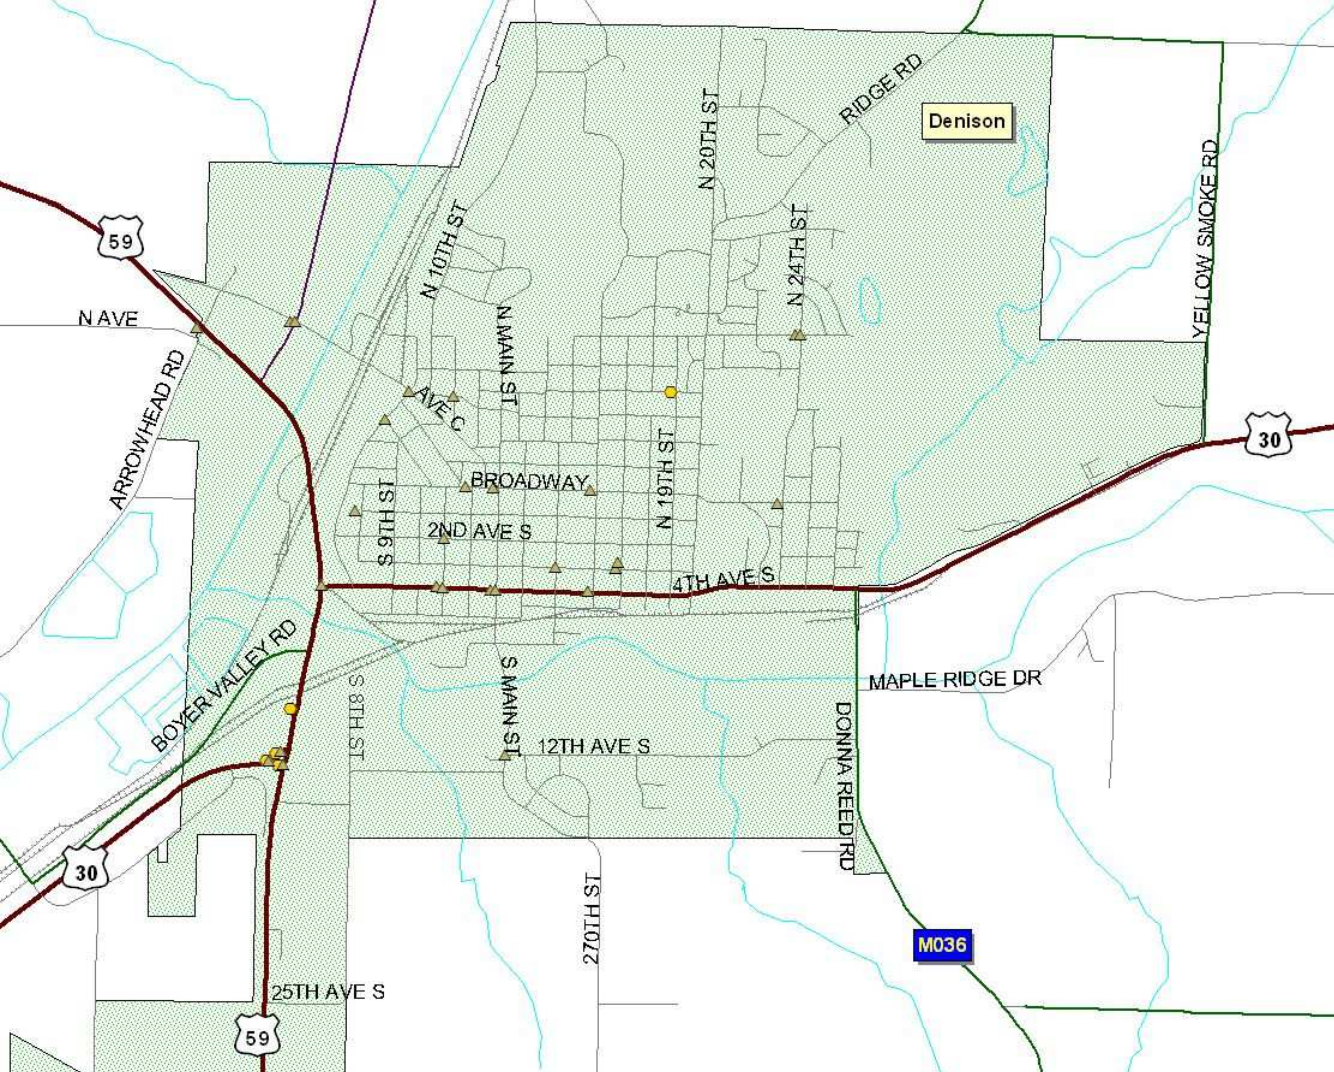 RIDGE RD
Denison
N 20TH ST
YELLOW SMOKE RD
59
N 10TH ST
N 24TH ST
N AVE
N MAIN ST
ARROWHEAD RD
AVE C
30
N 19TH ST
BROADWAY
S 9TH ST
2ND AVE S
4TH AVE S
BOYER VALLEY RD
S 8TH ST
S MAIN ST
MAPLE RIDGE DR
12TH AVE S
DONNA REED RD
30
270TH ST
M036
25TH AVE S
59